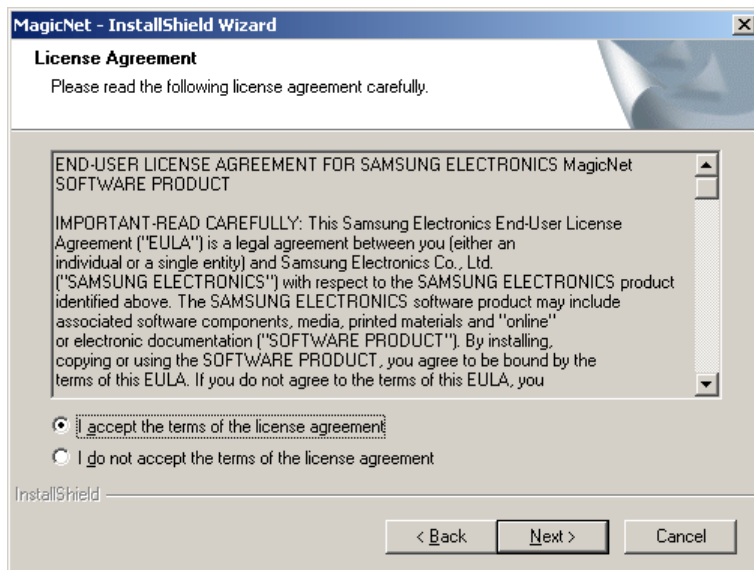 MagicNet - InstallShield Wizard
License Agreement
Please read the following license agreement carefully.
END-USER LICENSE AGREEMENT FOR SAMSUNG ELECTRONICS MagicNet
SOFTWARE PRODUCT
IMPORTANT-READ CAREFULLY: This Samsung Electronics End-User License
Agreement ("EULA") is a legal agreement between you (either an
individual or a single entity) and Samsung Electronics Co., Ltd.
("SAMSUNG ELECTRONICS") with respect to the SAMSUNG ELECTRONICS product
identified above. The SAMSUNG ELECTRONICS software product may include
associated software components, media, printed materials and "online"
or electronic documentation ("SOFTWARE PRODUCT"). By installing,
copying or using the SOFTWARE PRODUCT, you agree to be bound by the
terms of this EULA. If you do not agree to the terms of this EULA, you
I accept the terms of the license agreement
I do not accept the terms of the license agreement
InstallShield
< Back Next > Cancel